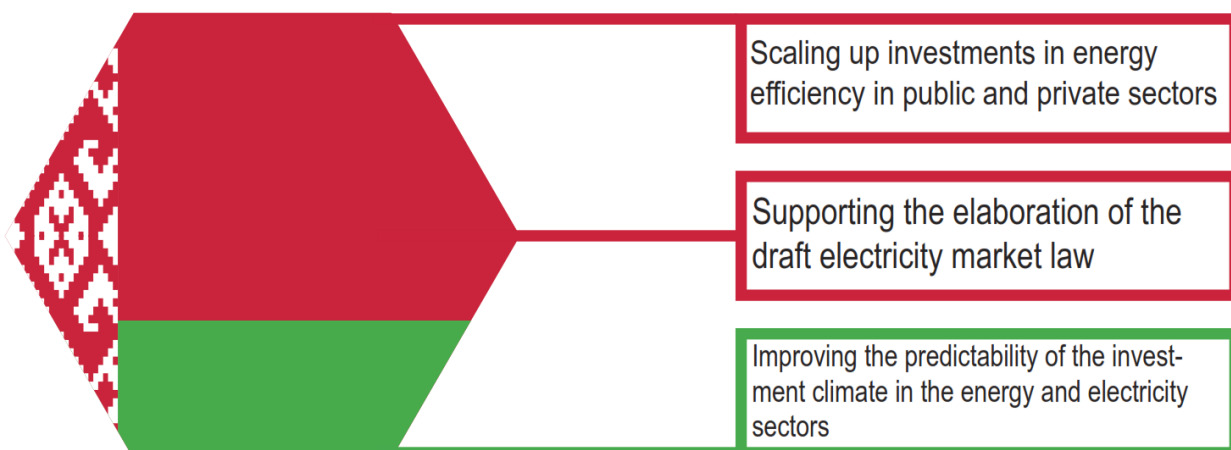 Scaling up investments in energy
efficiency in public and private sectors
Supporting the elaboration of the
draft electricity market law
Improving the predictability of the invest-
ment climate in the energy and electricity
sectors